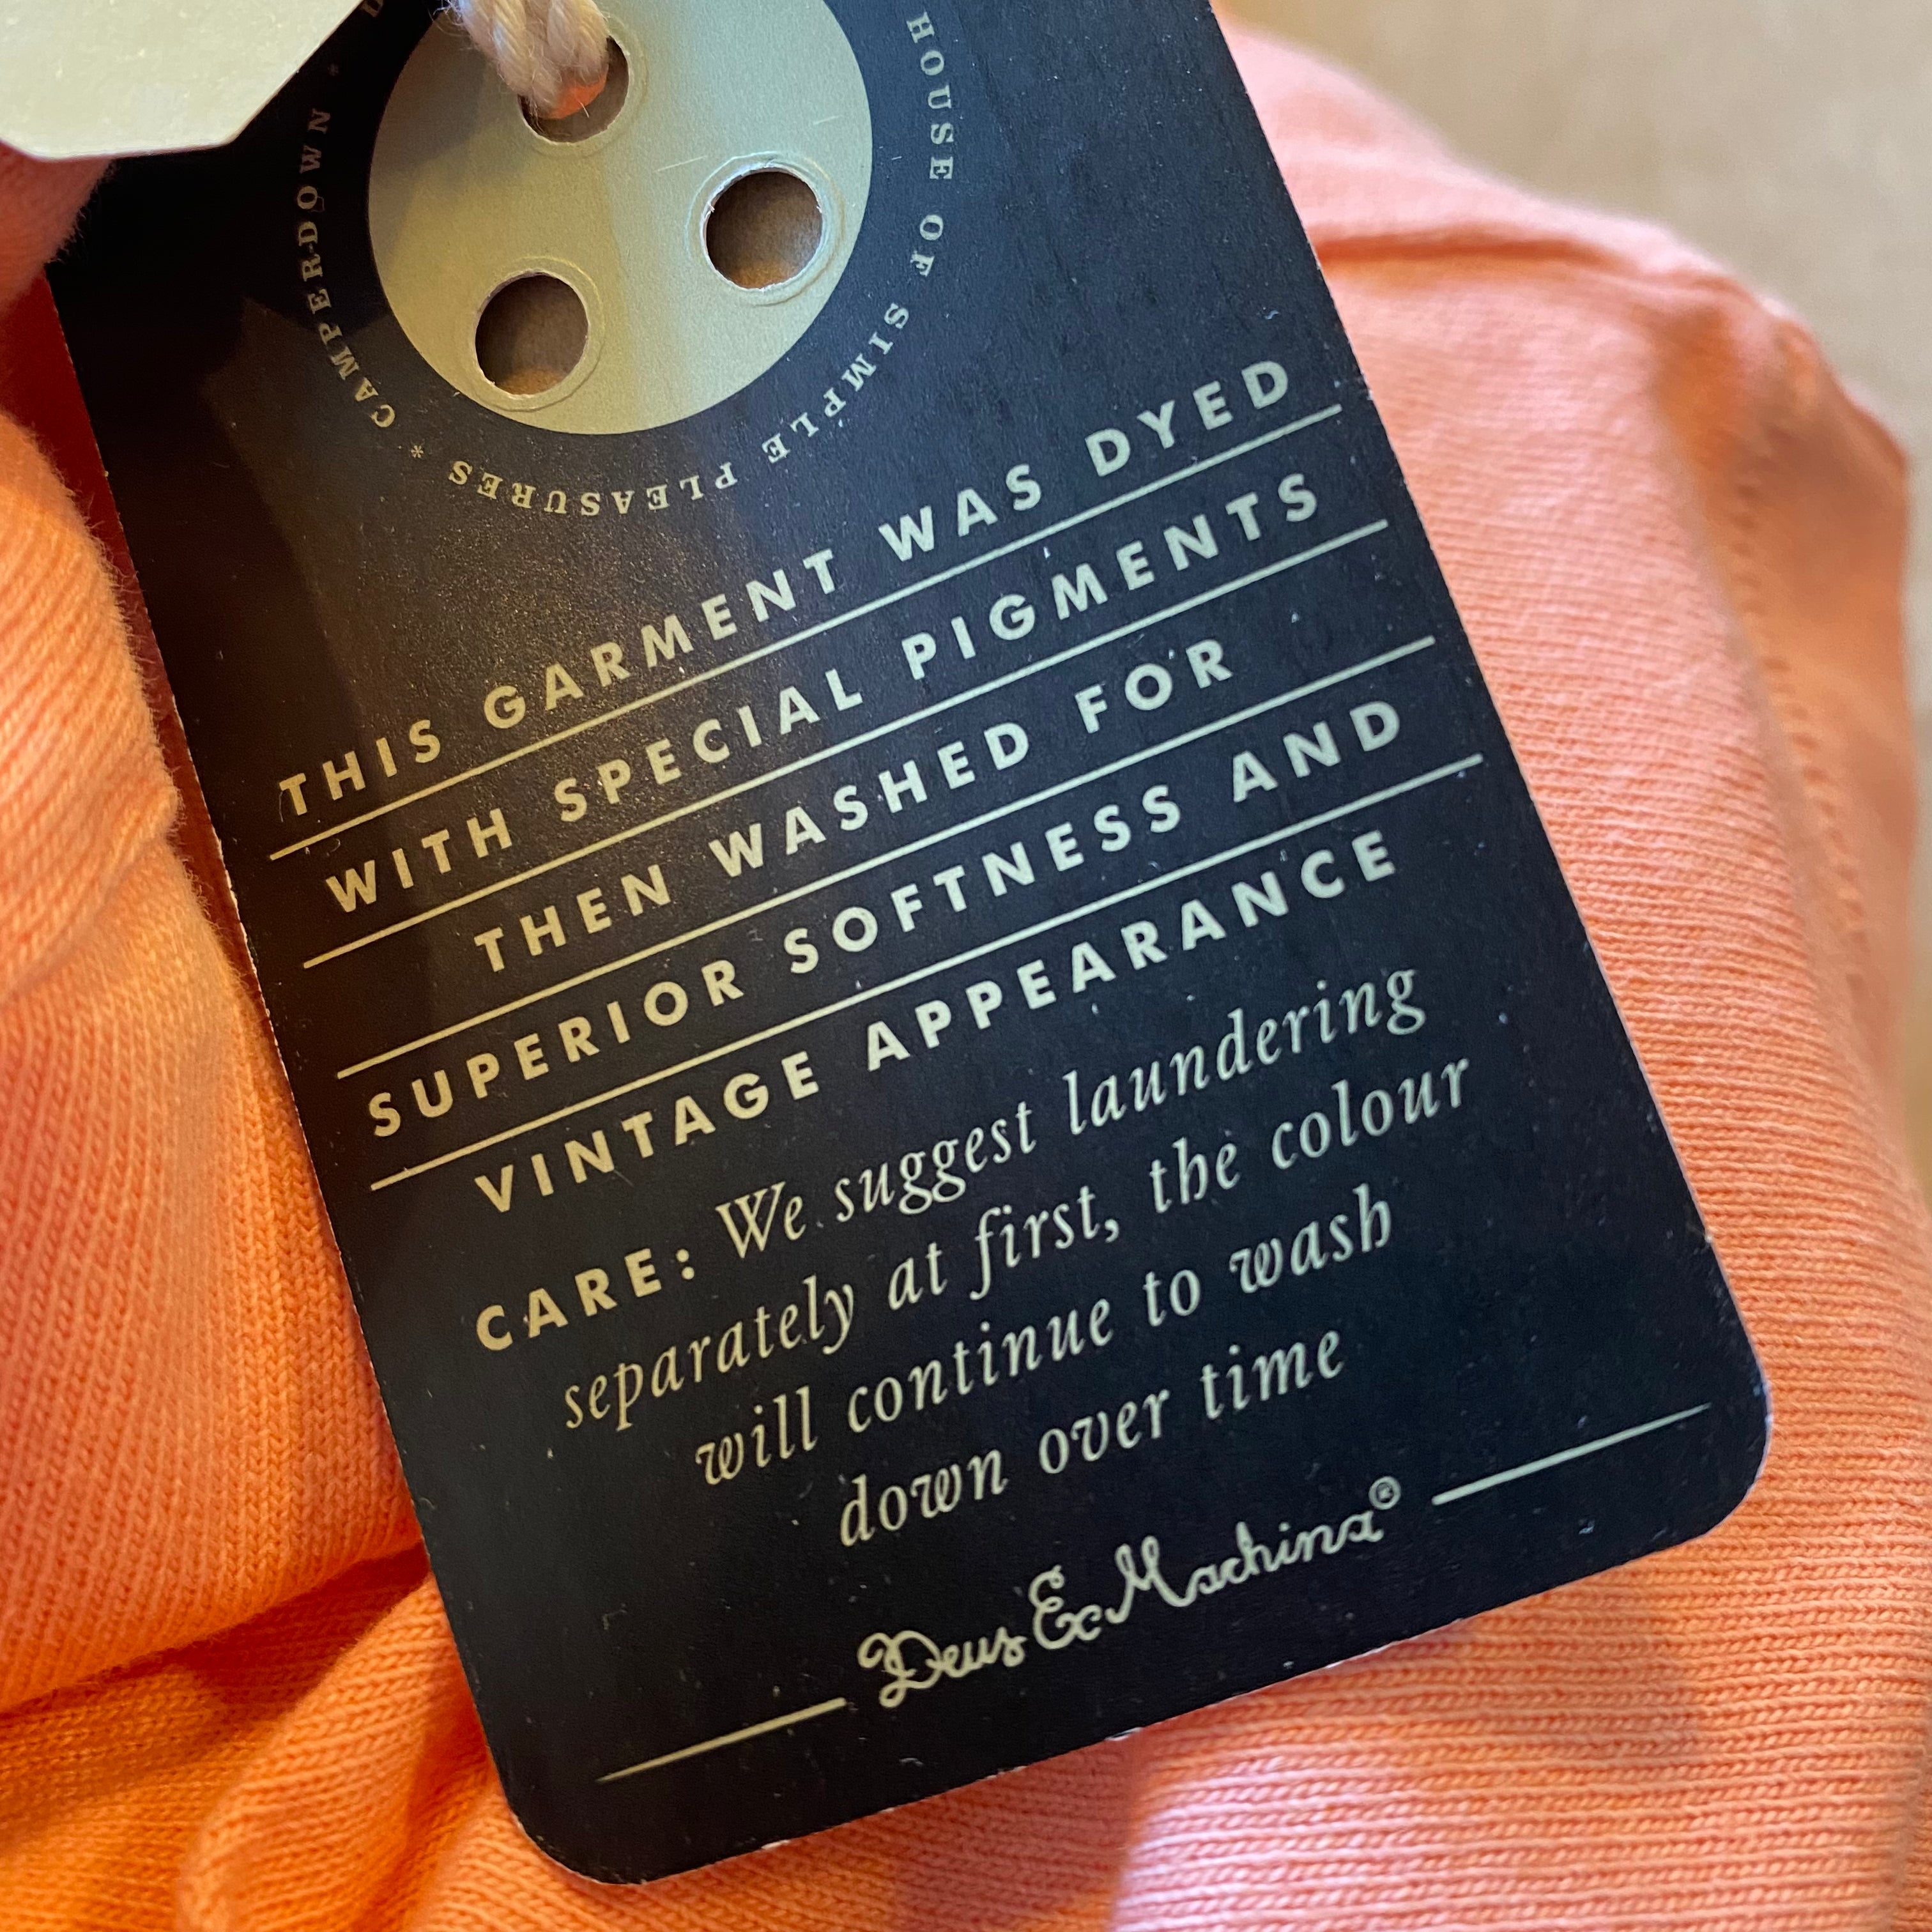 HOUSE OF SIMPLE PLEASURES * CAMPERDOWN *
THIS GARMENT WAS DYED
WITH SPECIAL PIGMENTS
THEN WASHED FOR
SUPERIOR SOFTNESS AND
VINTAGE APPEARANCE
CARE: We suggest laundering
separately at first, the colour
will continue to wash
down over time
Deus Ex Machina®